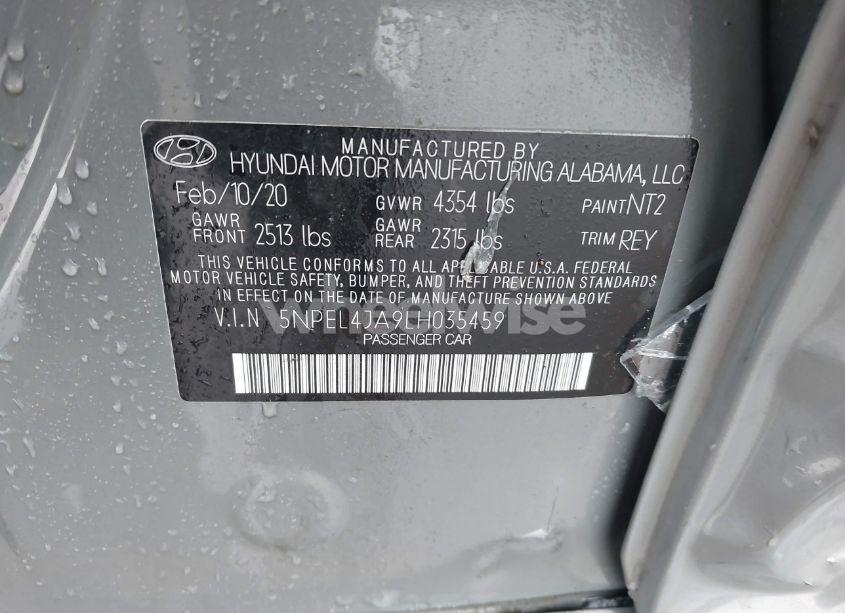 MANUFACTURED BY
HYUNDAI MOTOR MANUFACTURING ALABAMA, LLC
Feb/10/20 GVWR 4354 lbs PAINT NT2
GAWR FRONT 2513 lbs GAWR REAR 2315 lbs TRIM REY
THIS VEHICLE CONFORMS TO ALL APPLICABLE U.S.A. FEDERAL
MOTOR VEHICLE SAFETY, BUMPER, AND THEFT PREVENTION STANDARDS
IN EFFECT ON THE DATE OF MANUFACTURE SHOWN ABOVE
V.I.N 5NPEL4JA9LH035459
PASSENGER CAR